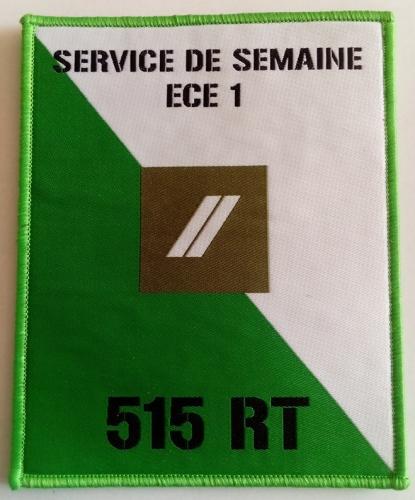 SERVICE DE SEMAINE
ECE 1
515 RT